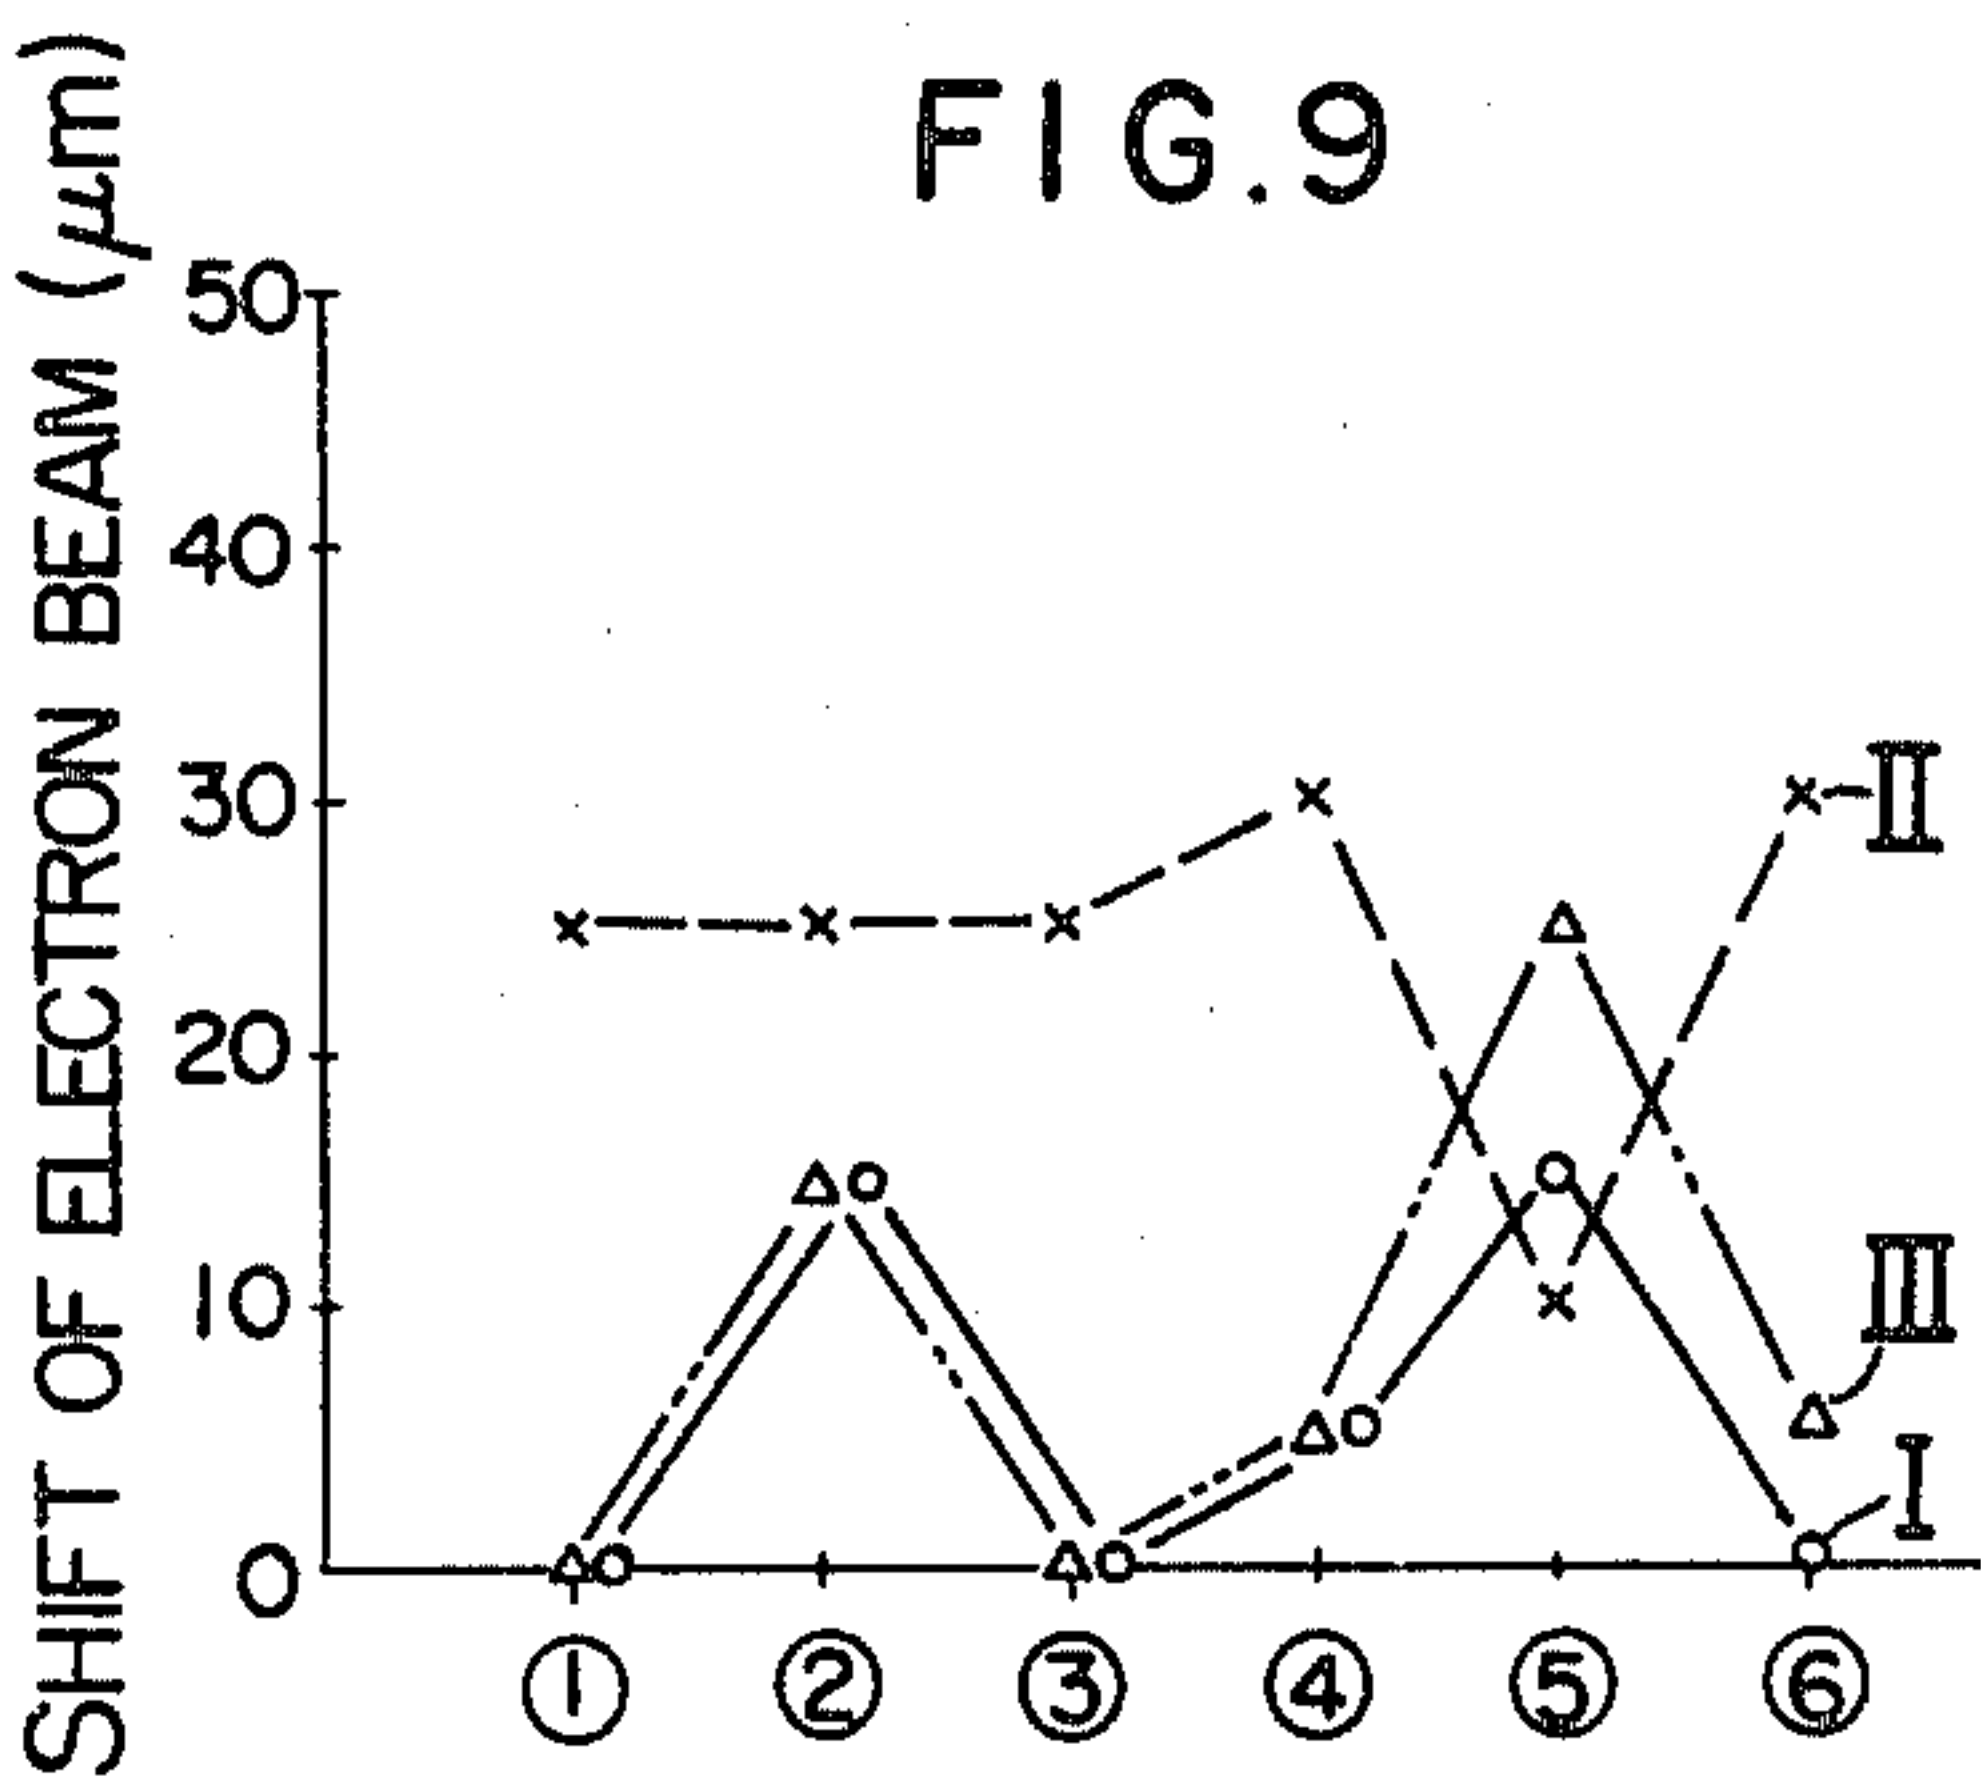 FIG.9
SHIFT OF ELECTRON BEAM (μm)
50
40
30
20
10
0
II
III
I
① ② ③ ④ ⑤ ⑥